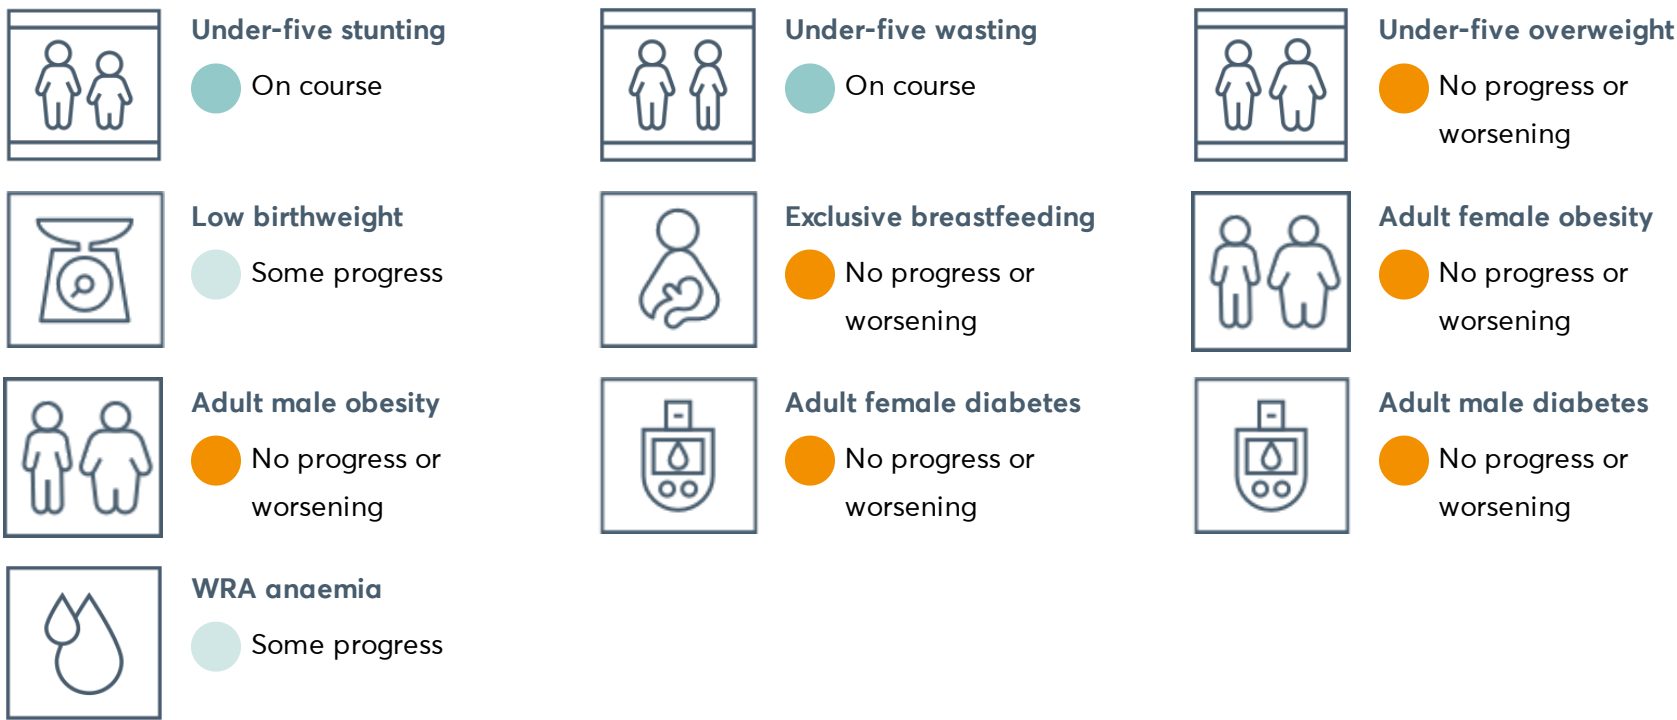 Under-five stunting
On course
Under-five wasting
On course
Under-five overweight
No progress or
worsening
Low birthweight
Some progress
Exclusive breastfeeding
No progress or
worsening
Adult female obesity
No progress or
worsening
Adult male obesity
No progress or
worsening
Adult female diabetes
No progress or
worsening
Adult male diabetes
No progress or
worsening
WRA anaemia
Some progress